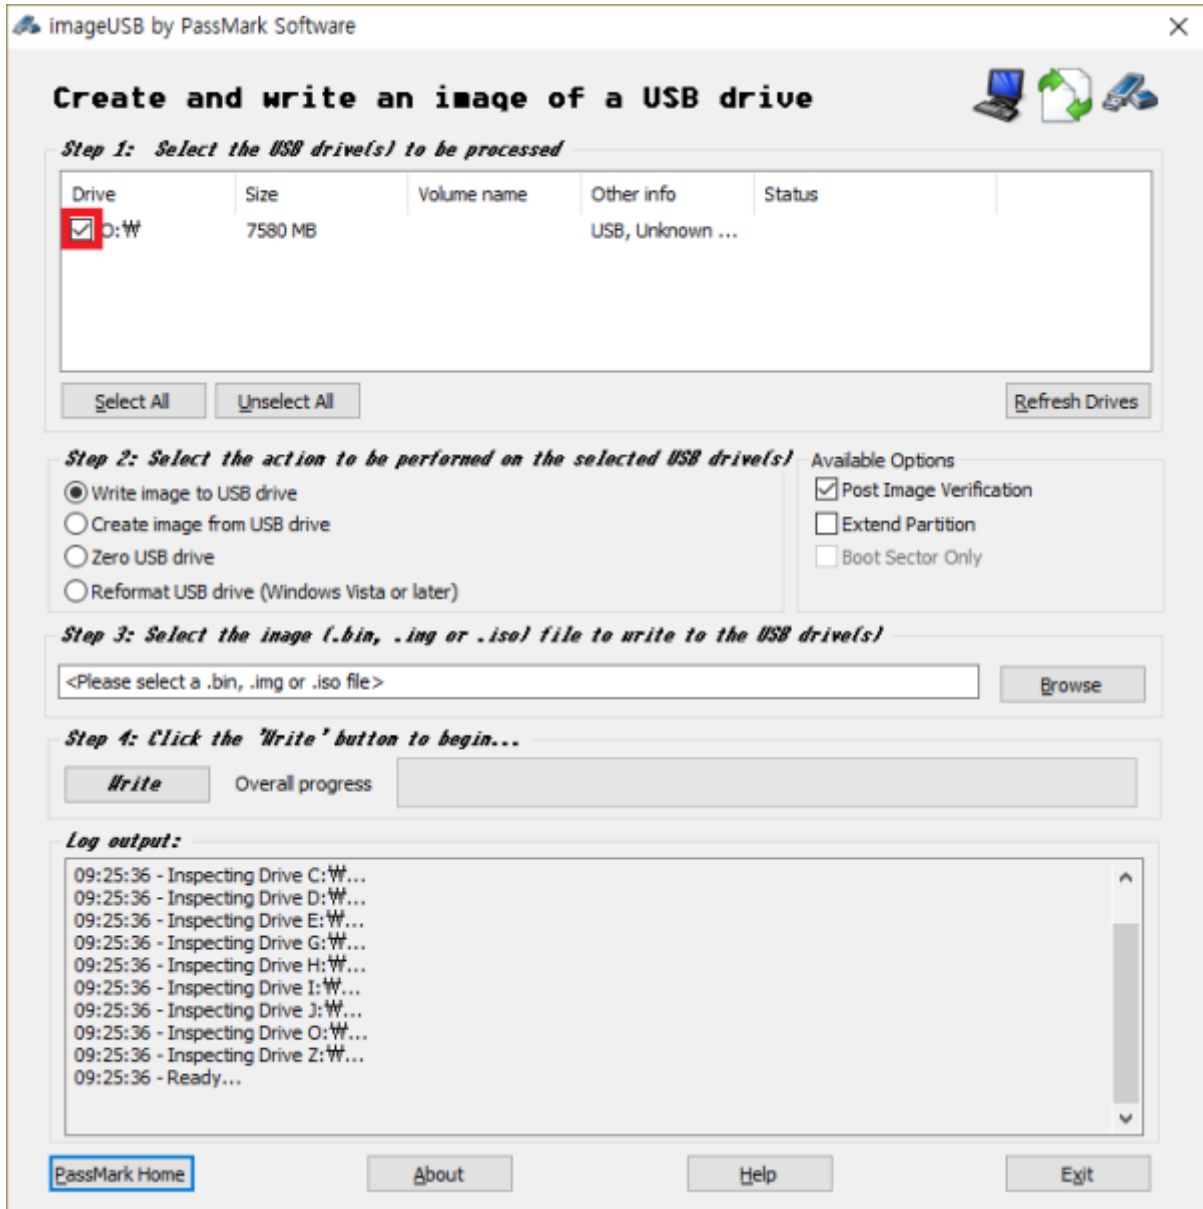 imageUSB by PassMark Software
Create and write an image of a USB drive
Step 1: Select the USB drive(s) to be processed
Drive Size Volume name Other info Status
O:₩ 7580 MB USB, Unknown ...
Select All Unselect All Refresh Drives
Step 2: Select the action to be performed on the selected USB drive(s) Available Options
Write image to USB drive Post Image Verification
Create image from USB drive Extend Partition
Zero USB drive Boot Sector Only
Reformat USB drive (Windows Vista or later)
Step 3: Select the image (.bin, .img or .iso) file to write to the USB drive(s)
<Please select a .bin, .img or .iso file> Browse
Step 4: Click the 'Write' button to begin...
Write Overall progress
Log output:
09:25:36 - Inspecting Drive C:₩...
09:25:36 - Inspecting Drive D:₩...
09:25:36 - Inspecting Drive E:₩...
09:25:36 - Inspecting Drive G:₩...
09:25:36 - Inspecting Drive H:₩...
09:25:36 - Inspecting Drive I:₩...
09:25:36 - Inspecting Drive J:₩...
09:25:36 - Inspecting Drive O:₩...
09:25:36 - Inspecting Drive Z:₩...
09:25:36 - Ready...
PassMark Home About Help Exit